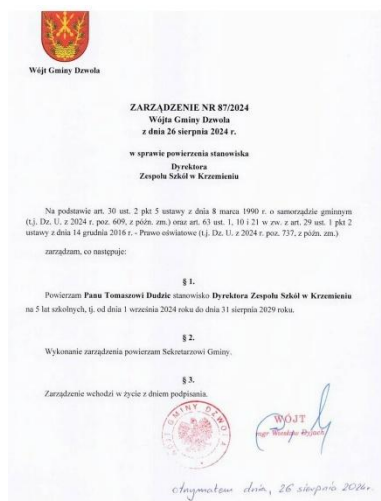 Wójt Gminy Dzwola
ZARZĄDZENIE NR 87/2024
Wójta Gminy Dzwola
z dnia 26 sierpnia 2024 r.
w sprawie powierzenia stanowiska
Dyrektora
Zespołu Szkół w Krzemieniu
Na podstawie art. 30 ust. 2 pkt 5 ustawy z dnia 8 marca 1990 r. o samorządzie gminnym
(t.j. Dz. U. z 2024 r. poz. 609, z późn. zm.) oraz art. 63 ust. 1, 10 i 21 w zw. z art. 29 ust. 1 pkt 2
ustawy z dnia 14 grudnia 2016 r. - Prawo oświatowe (t.j. Dz. U. z 2024 r. poz. 737, z późn. zm.)
zarządzam, co następuje:
§ 1.
Powierzam Panu Tomaszowi Dudzie stanowisko Dyrektora Zespołu Szkół w Krzemieniu
na 5 lat szkolnych, tj. od dnia 1 września 2024 roku do dnia 31 sierpnia 2029 roku.
§ 2.
Wykonanie zarządzenia powierzam Sekretarzowi Gminy.
§ 3.
Zarządzenie wchodzi w życie z dniem podpisania.
WÓJT GMINY DZWOLA
WÓJT
mgr Wiesław Dyjach
otrzymałem dnia, 26 sierpnia 2024r.